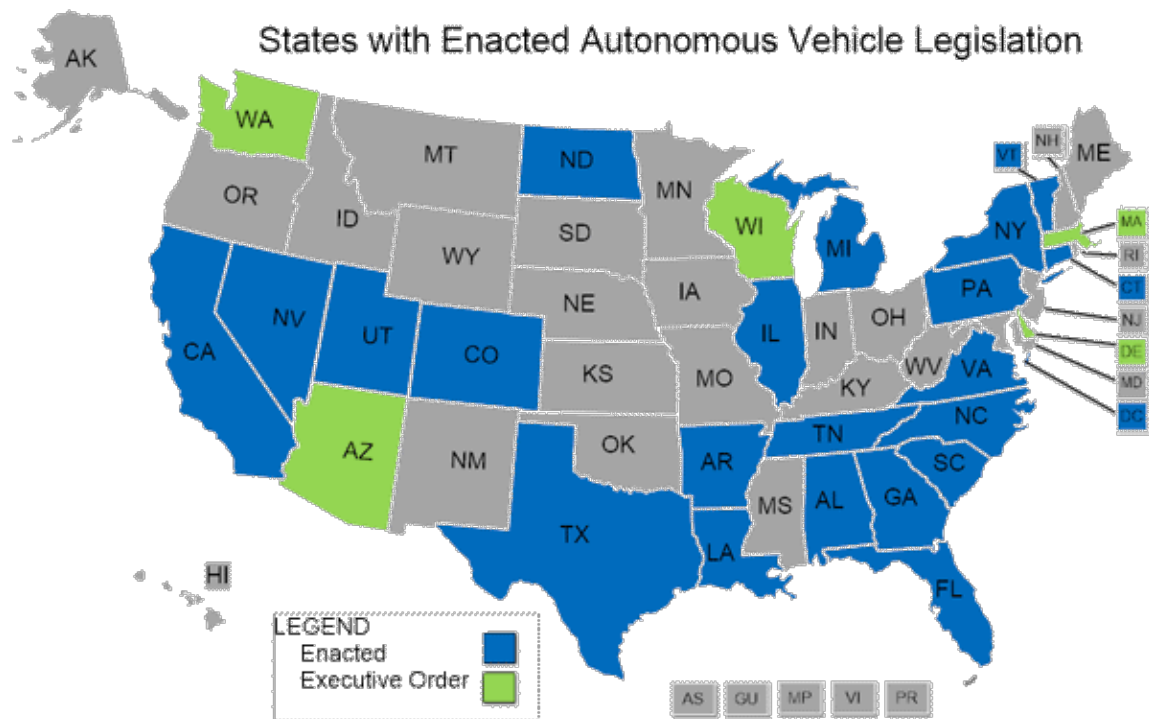 States with Enacted Autonomous Vehicle Legislation
AK
WA
MT
ND
MN
VT
NH
ME
OR
ID
WY
SD
WI
MI
NY
MA
RI
CT
NJ
DE
MD
DC
NE
IA
PA
CA
NV
UT
CO
KS
MO
IL
IN
OH
WV
VA
KY
AZ
NM
OK
AR
TN
NC
SC
TX
LA
MS
AL
GA
FL
HI
LEGEND
Enacted
Executive Order
AS
GU
MP
VI
PR